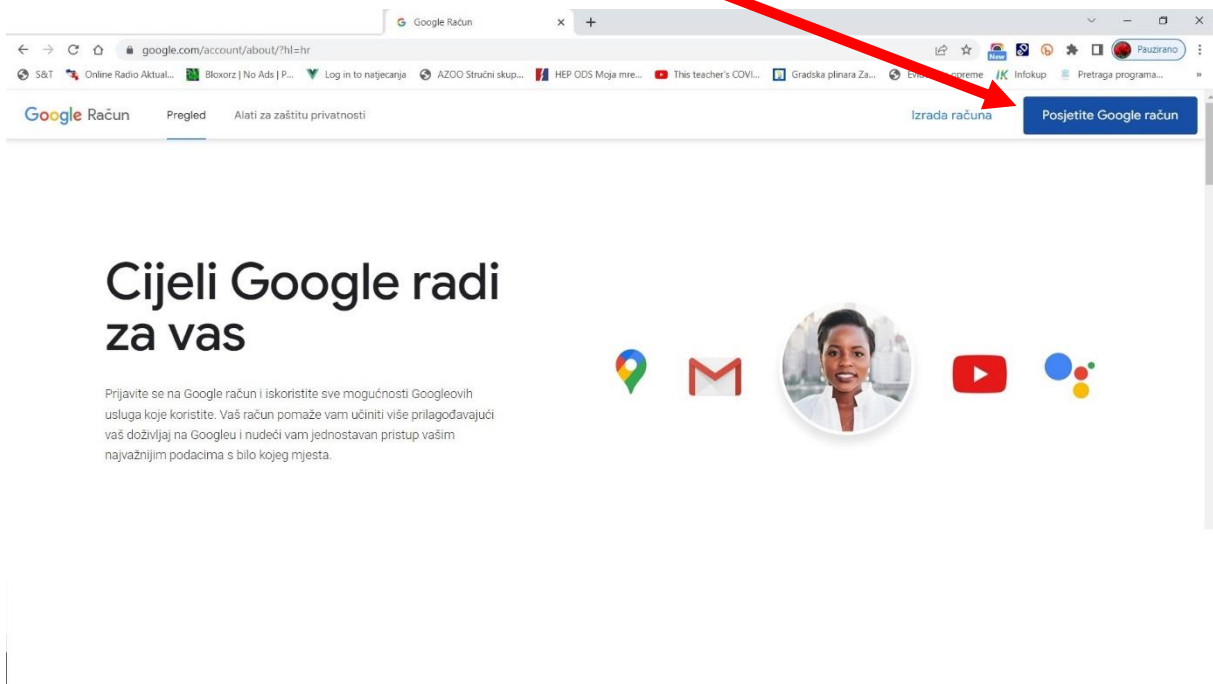 Google Račun
google.com/account/about/?hl=hr
Pauzirano
New
S&T Online Radio Aktual... Bloxorz | No Ads | P... Log in to natjecanja AZOO Stručni skup... HEP ODS Moja mre... This teacher's COVI... Gradska plinara Za... opreme Infokup Pretraga programa...
Google Račun Pregled Alati za zaštitu privatnosti Izrada računa Posjetite Google račun
Cijeli Google radi
za vas
Prijavite se na Google račun i iskoristite sve mogućnosti Googleovih
usluga koje koristite. Vaš račun pomaže vam učiniti više prilagođavajući
vaš doživljaj na Googleu i nudeći vam jednostavan pristup vašim
najvažnijim podacima s bilo kojeg mjesta.